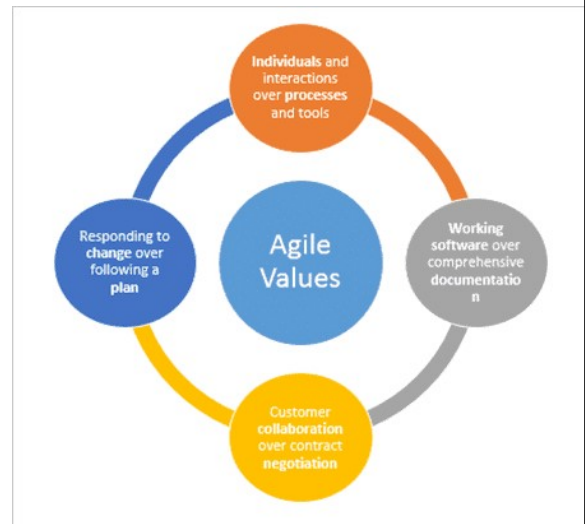 Individuals and
interactions
over processes
and tools
Responding to
change over
following a
plan
Agile
Values
Working
software over
comprehensive
documentatio
n
Customer
collaboration
over contract
negotiation